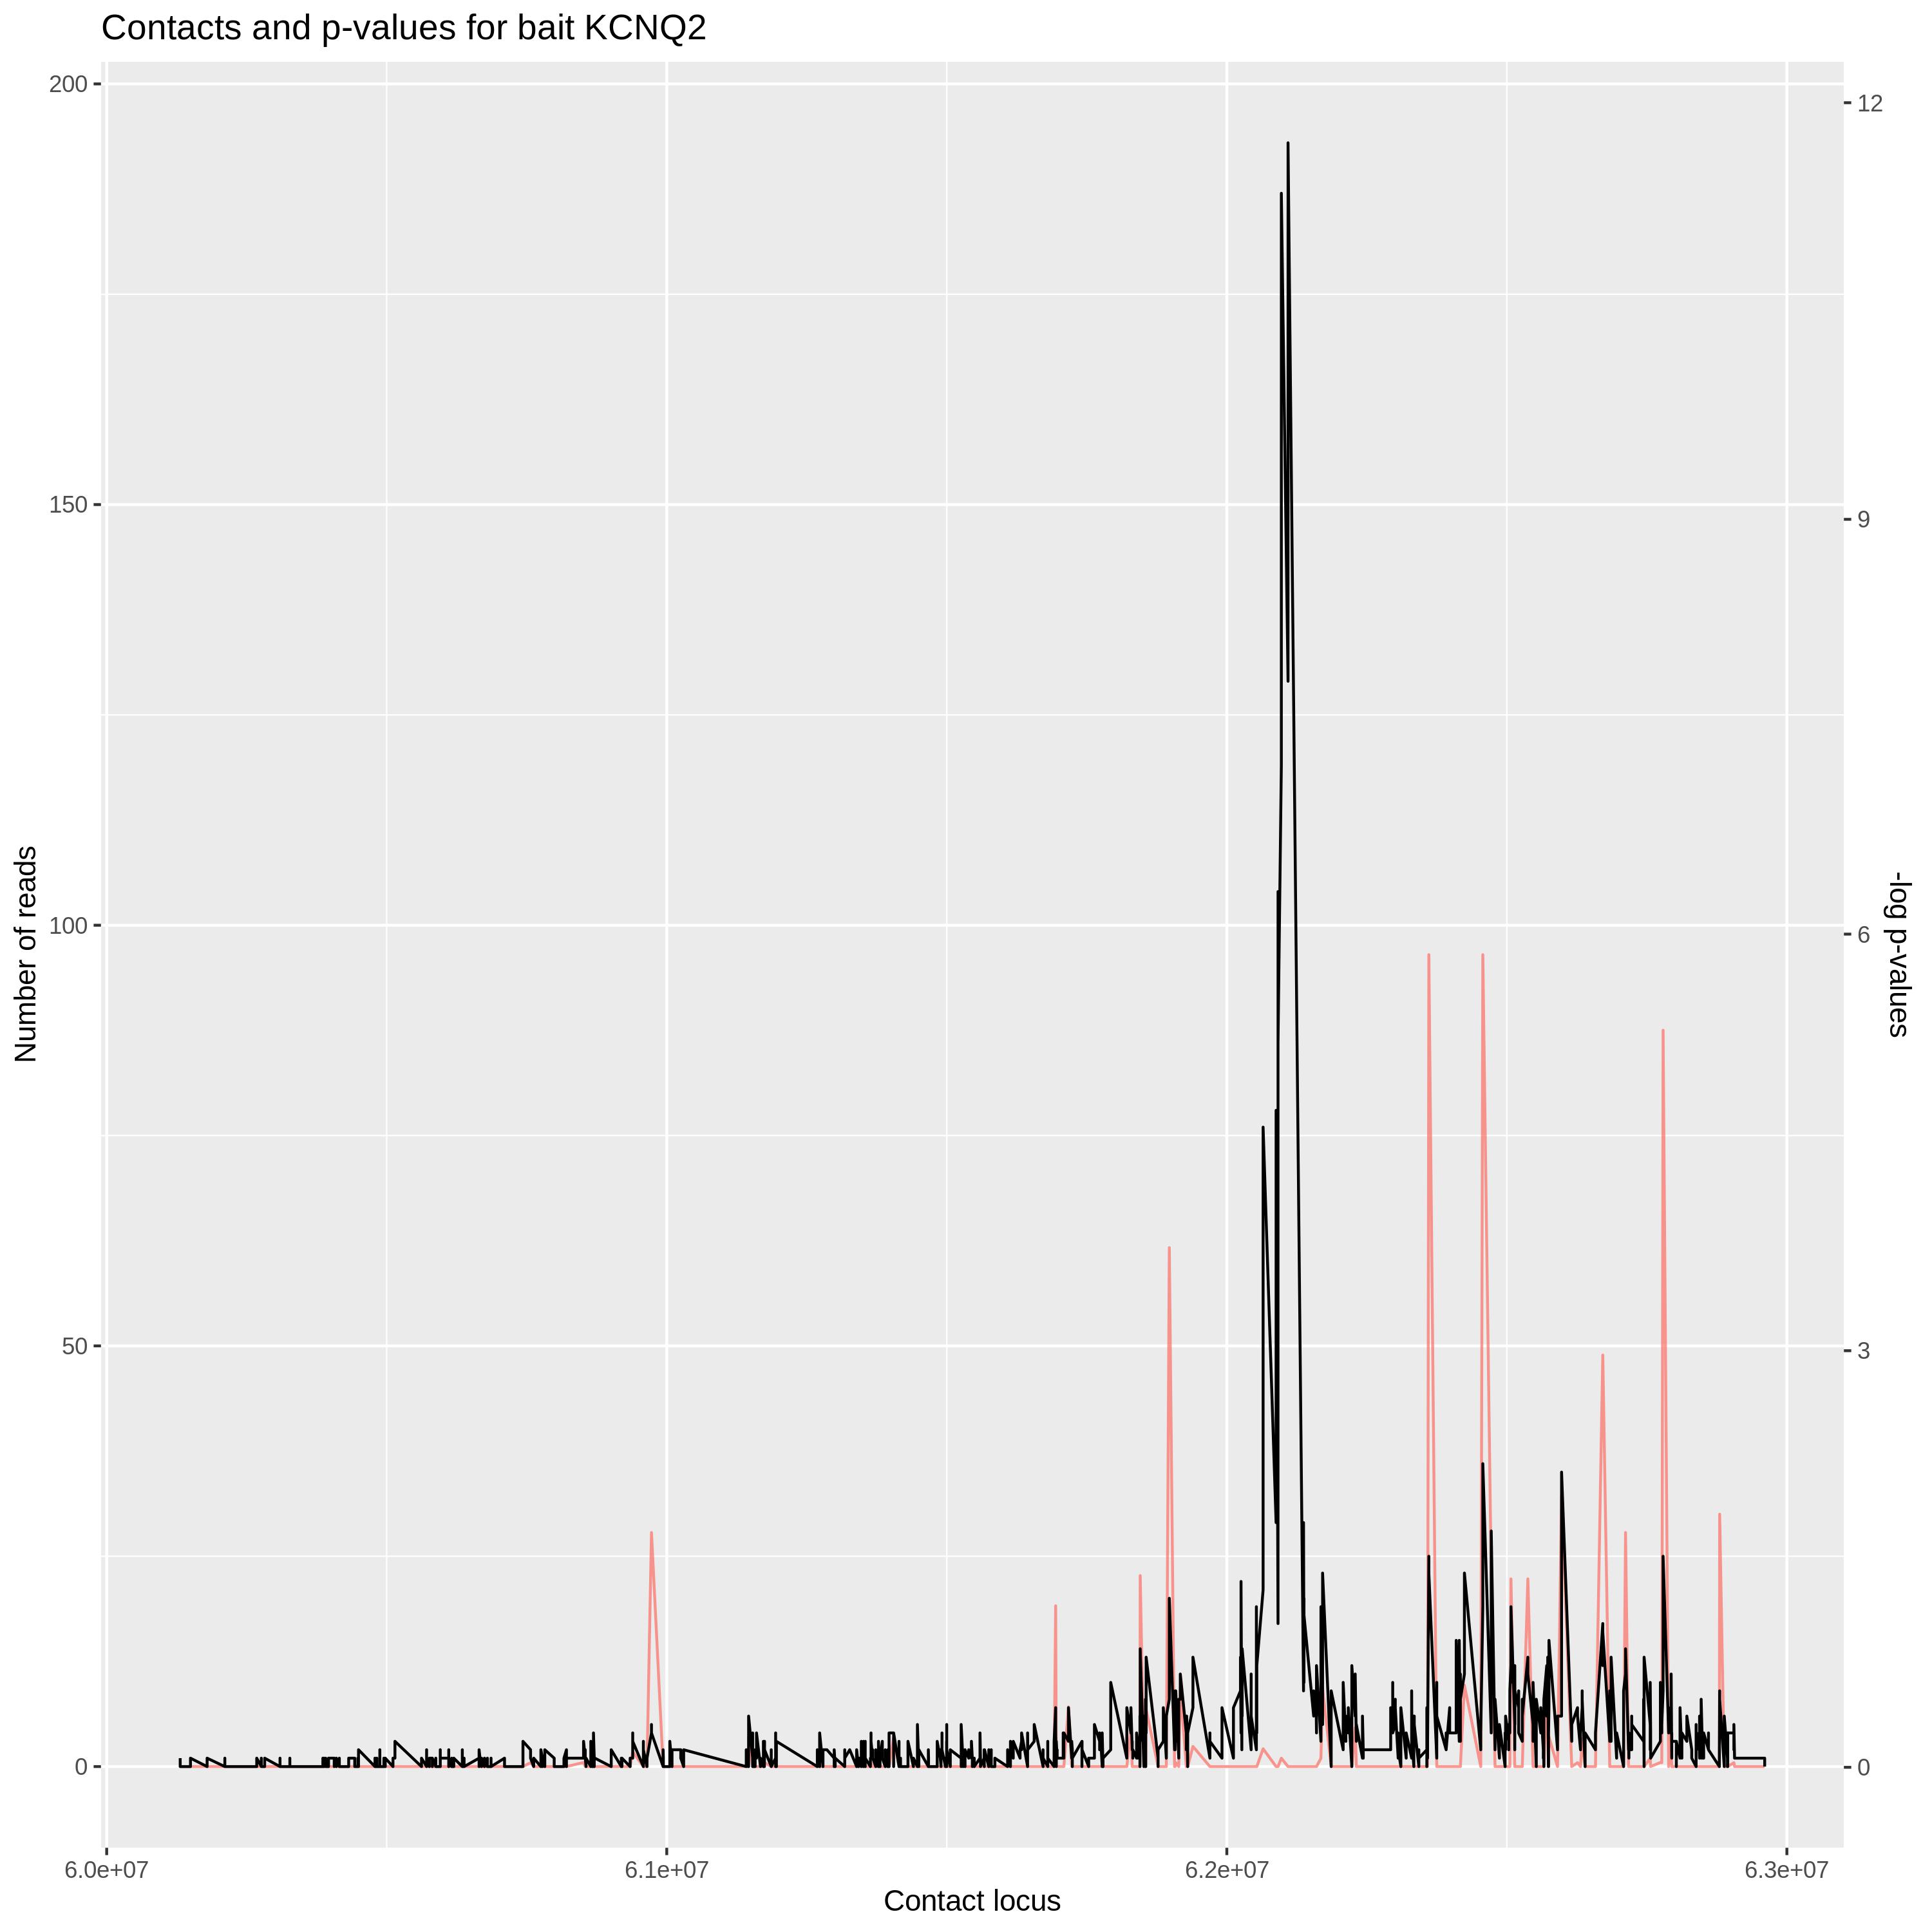 Contacts and p-values for bait KCNQ2
200
150
100
50
0
Number of reads
12
9
6
3
0
-log p-values
6.0e+07
6.1e+07
6.2e+07
6.3e+07
Contact locus